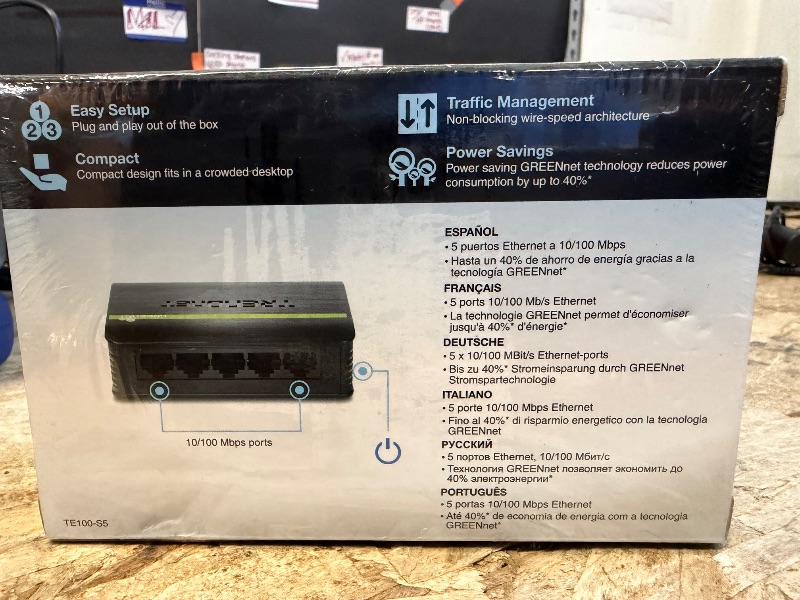 1
2 3
Easy Setup
Plug and play out of the box
Compact
Compact design fits in a crowded desktop
Traffic Management
Non-blocking wire-speed architecture
Power Savings
Power saving GREENnet technology reduces power
consumption by up to 40%*
TRENDNET
10/100 Mbps ports
TE100-S5
ESPAÑOL
• 5 puertos Ethernet a 10/100 Mbps
• Hasta un 40% de ahorro de energía gracias a la
tecnología GREENnet*
FRANÇAIS
• 5 ports 10/100 Mb/s Ethernet
• La technologie GREENnet permet d'économiser
jusqu'à 40%* d'énergie*
DEUTSCHE
• 5 x 10/100 MBit/s Ethernet-ports
• Bis zu 40%* Stromeinsparung durch GREENnet
Stromspartechnologie
ITALIANO
• 5 porte 10/100 Mbps Ethernet
• Fino al 40%* di risparmio energetico con la tecnologia
GREENnet
РУССКИЙ
• 5 портов Ethernet, 10/100 Мбит/с
• Технология GREENnet позволяет экономить до
40% электроэнергии*
PORTUGUÊS
• 5 portas 10/100 Mbps Ethernet
• Até 40%* de economia de energia com a tecnologia
GREENnet*